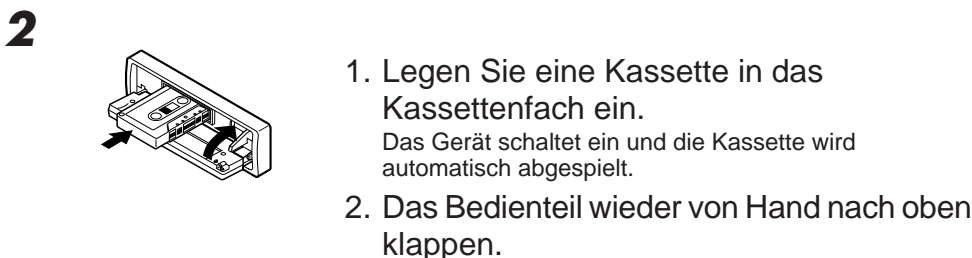 2
1. Legen Sie eine Kassette in das
Kassettenfach ein.
Das Gerät schaltet ein und die Kassette wird
automatisch abgespielt.
2. Das Bedienteil wieder von Hand nach oben
klappen.